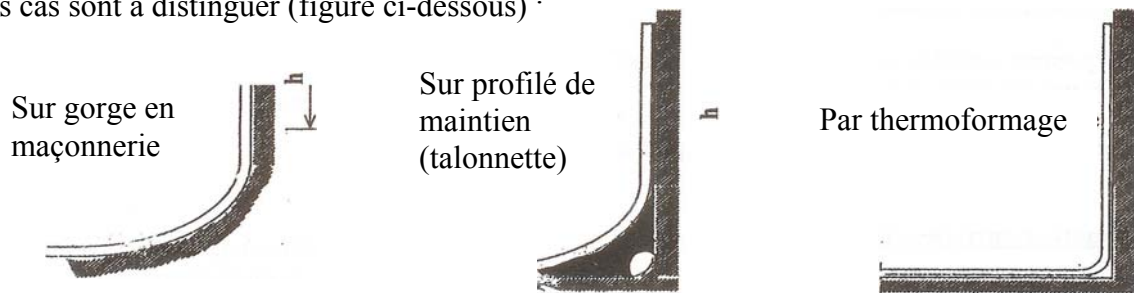 s cas sont à distinguer (figure ci-dessous) :
Sur gorge en
maçonnerie
h
Sur profilé de
maintien
(talonnette)
h
Par thermoformage